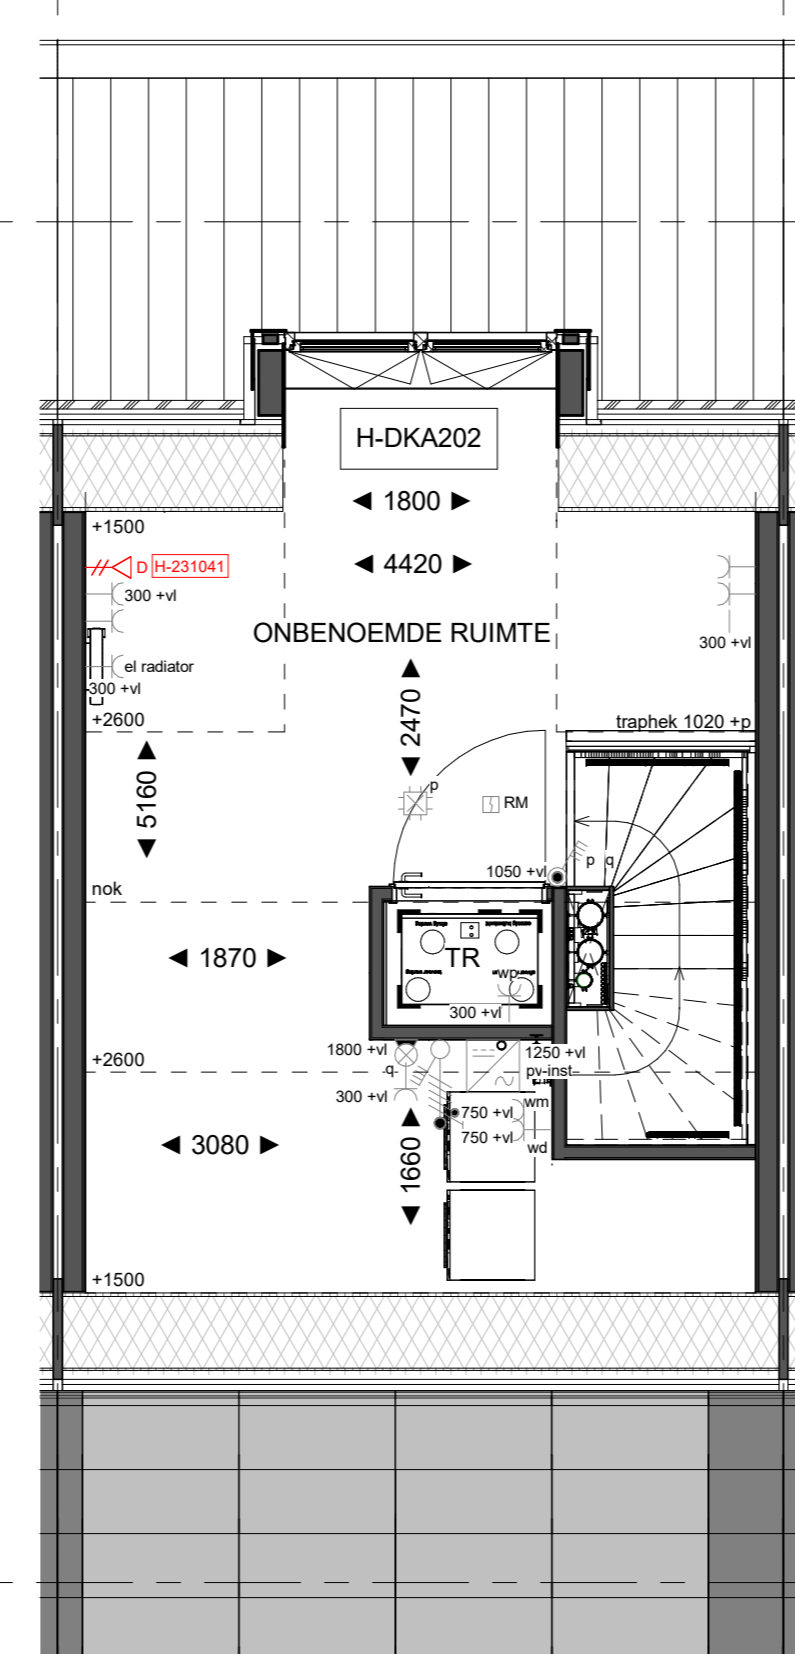 H-DKA202
◄ 1800 ►
+1500
◄ 4420 ►
D H-231041
300 +vl
ONBENOEMDE RUIMTE
300 +vl
el radiator
300 +vl
+2600
traphek 1020 +p
◄ 2470 ►
◄ 5160 ►
p
RM
p q
1050 +vl
nok
◄ 1870 ►
TR
wp
300 +vl
1800 +vl
1250 +vl
+2600
q
pv-inst
300 +vl
wm
750 +vl
750 +vl
◄ 3080 ►
◄ 1660 ►
wd
+1500